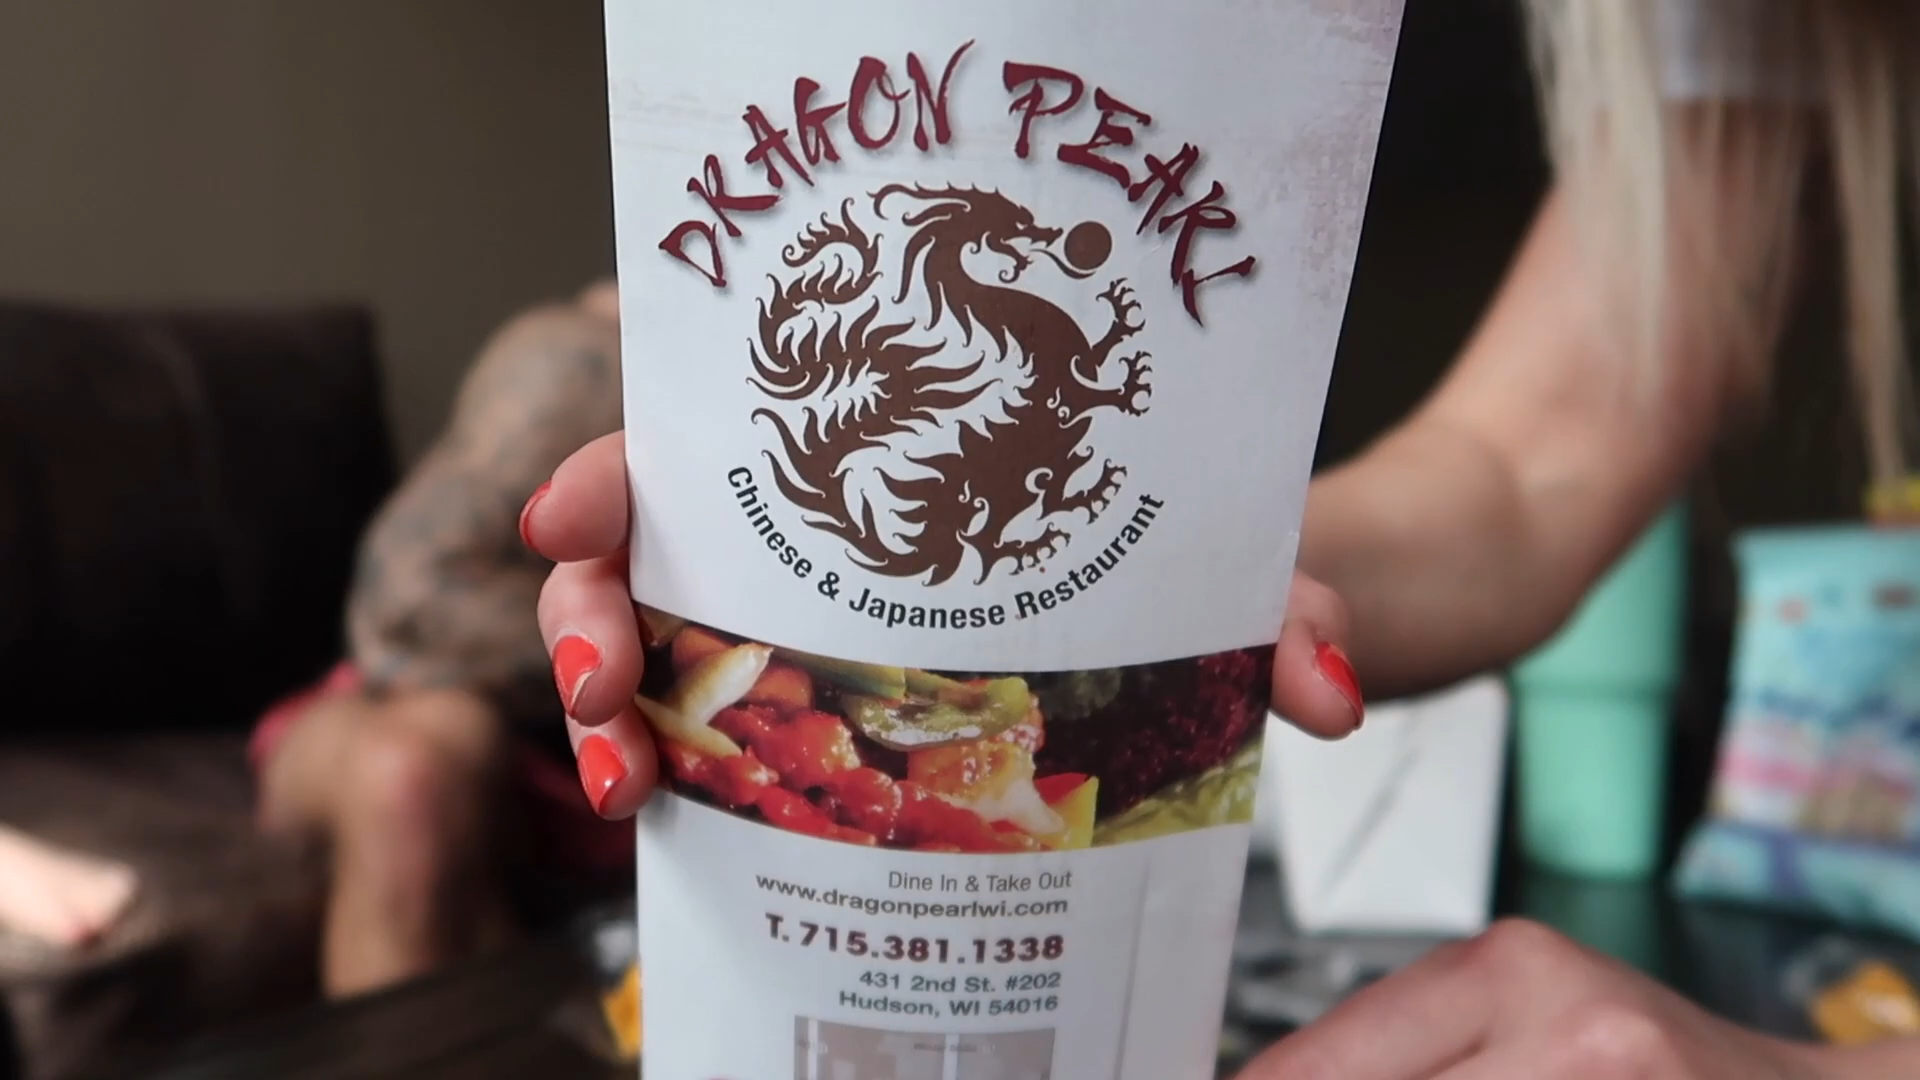 DRAGON PEARL
Chinese & Japanese Restaurant
Dine In & Take Out
www.dragonpearlwi.com
T. 715.381.1338
431 2nd St. #202
Hudson, WI 54016